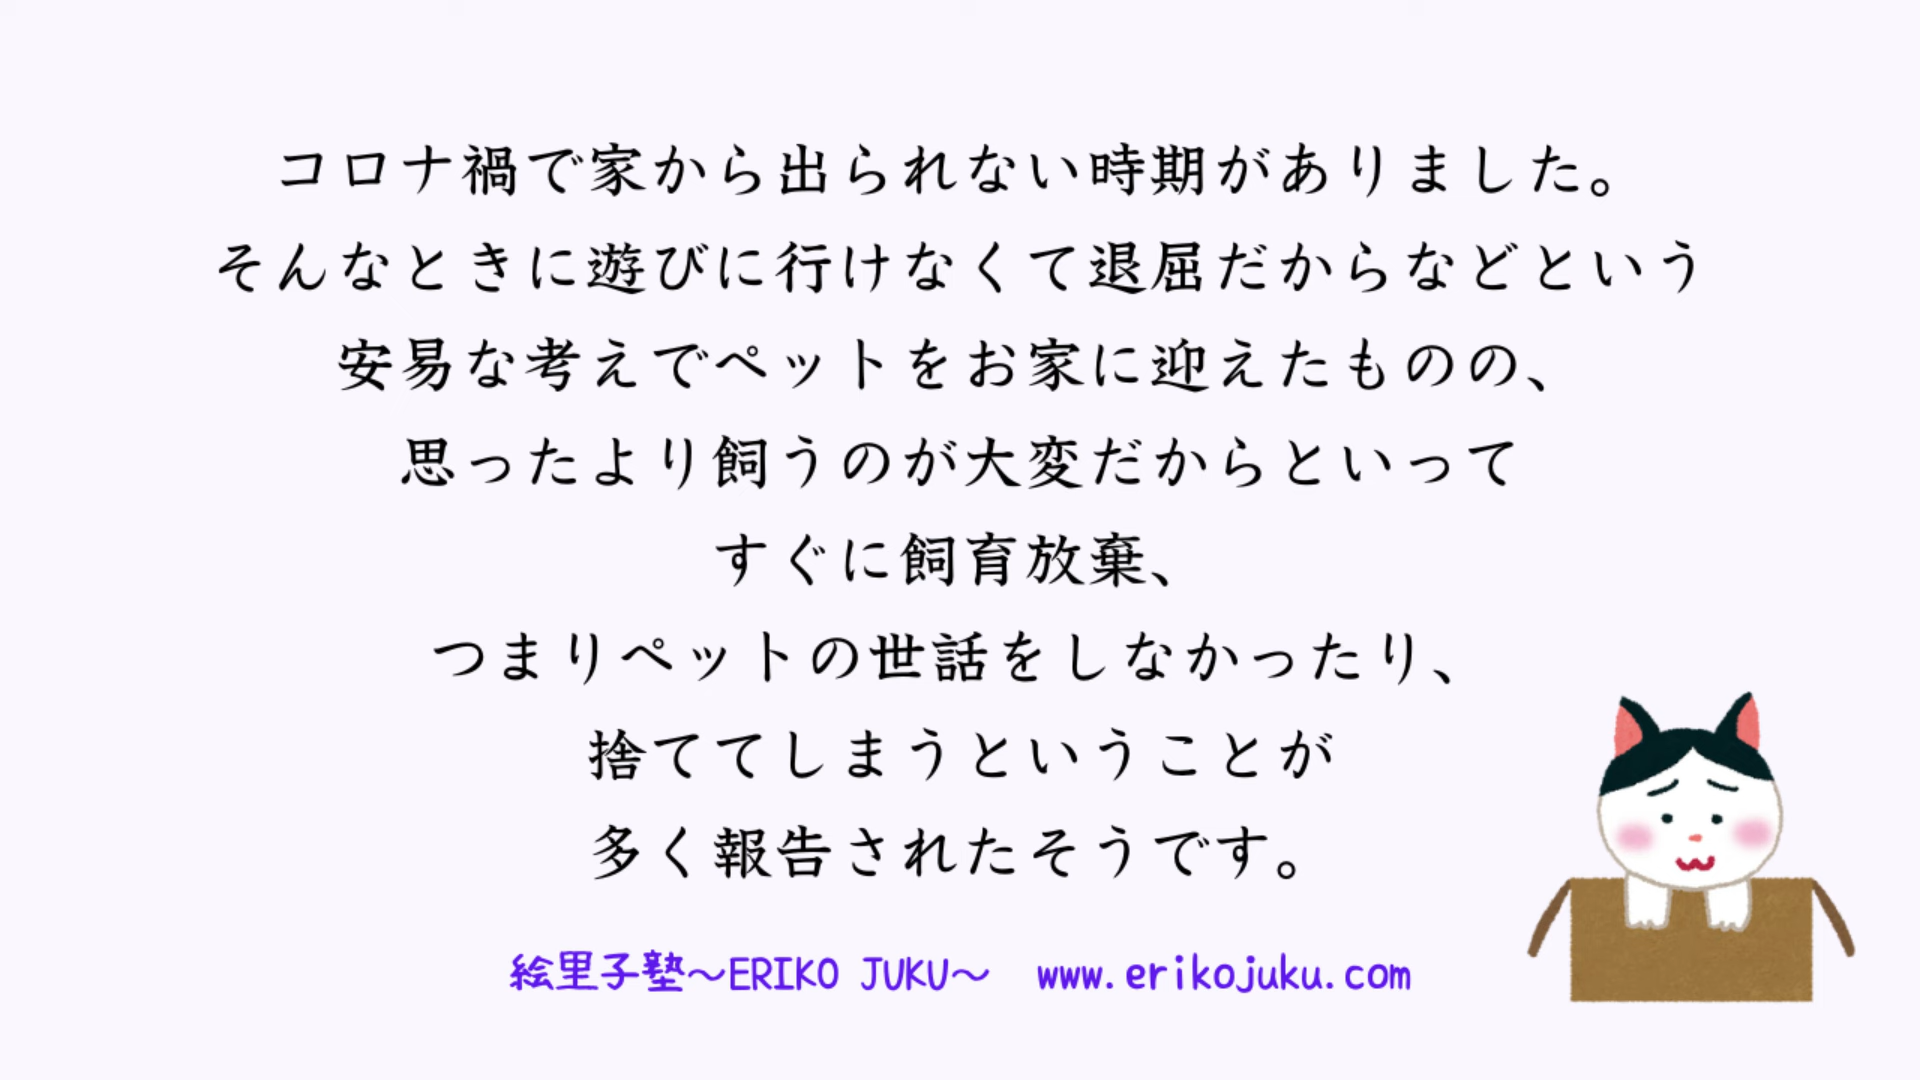 コロナ禍で家から出られない時期がありました。
そんなときに遊びに行けなくて退屈だからなどという
安易な考えでペットをお家に迎えたものの、
思ったより飼うのが大変だからといって
すぐに飼育放棄、
つまりペットの世話をしなかったり、
捨ててしまうということが
多く報告されたそうです。
絵里子塾～ERIKO JUKU～　www.erikojuku.com